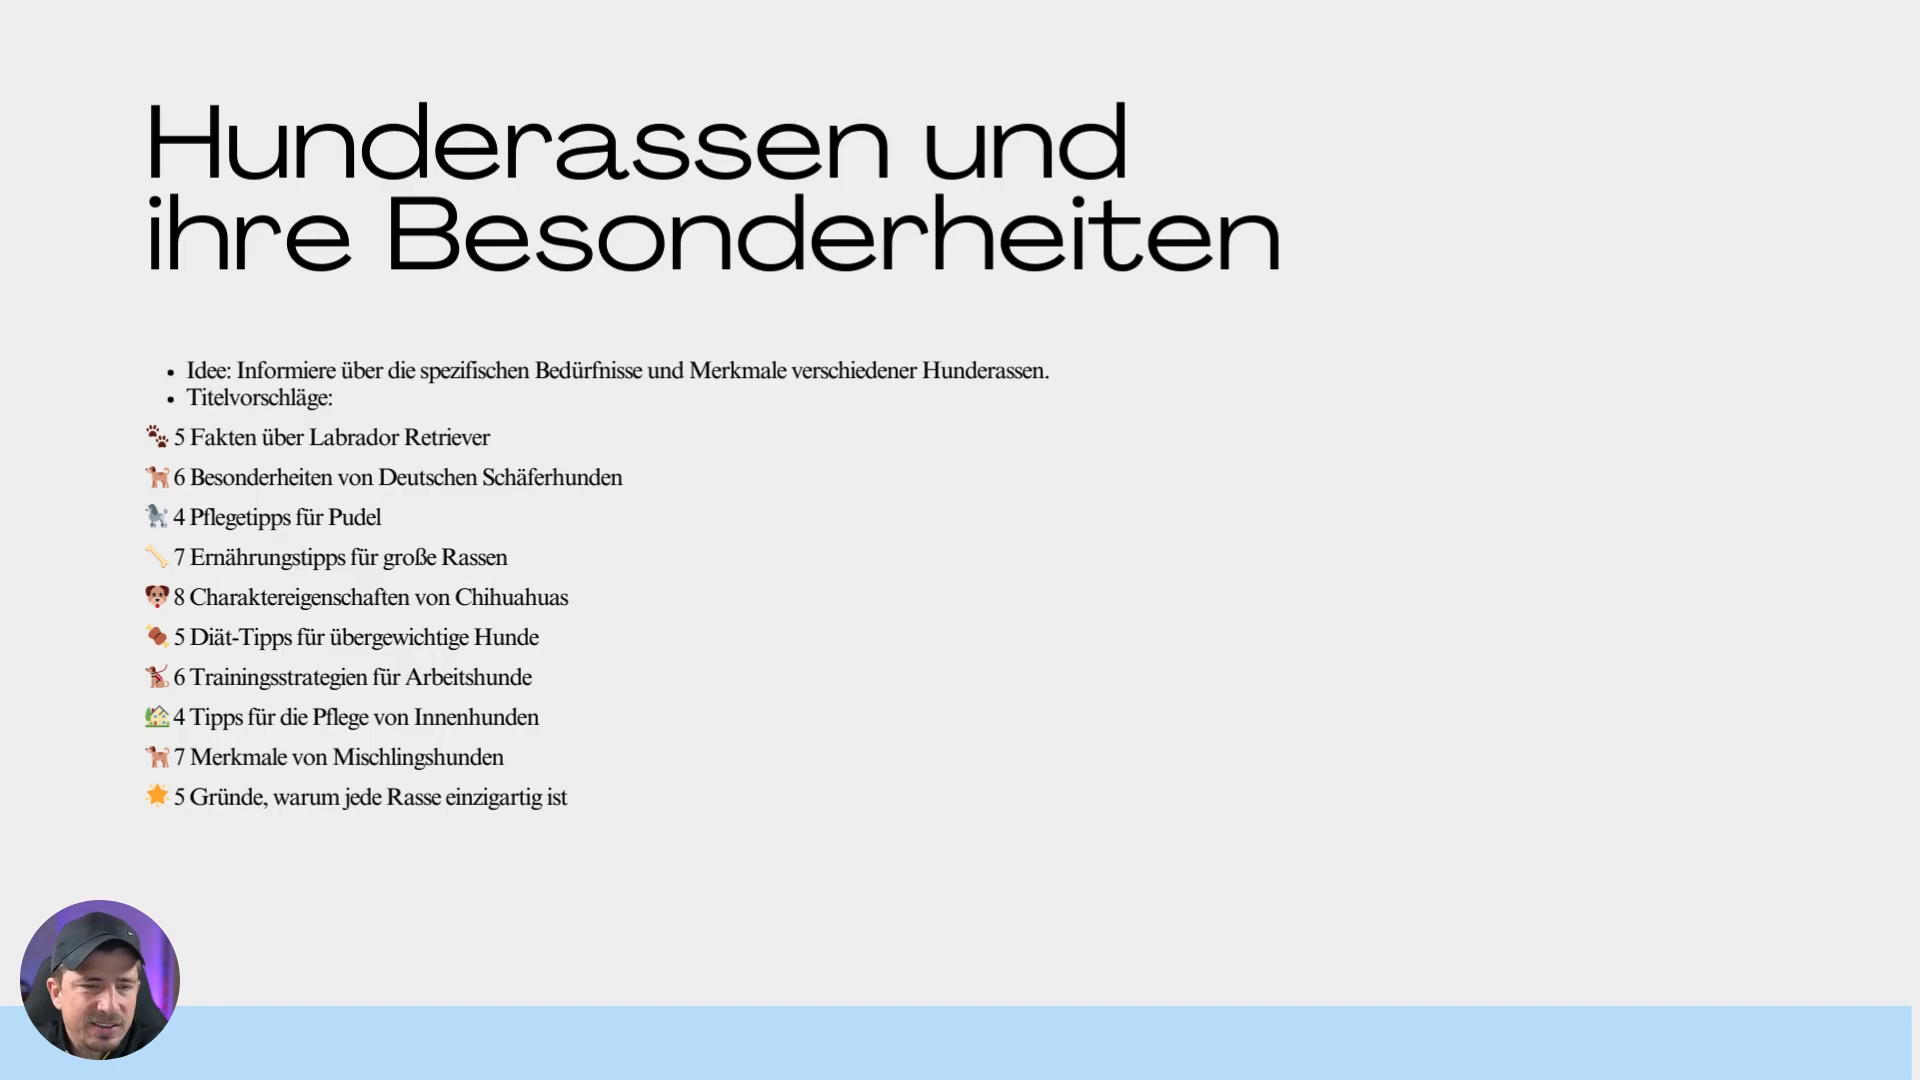 Hunderassen und
ihre Besonderheiten
• Idee: Informiere über die spezifischen Bedürfnisse und Merkmale verschiedener Hunderassen.
• Titelvorschläge:
🐾 5 Fakten über Labrador Retriever
🐕 6 Besonderheiten von Deutschen Schäferhunden
🐩 4 Pflegetipps für Pudel
🦴 7 Ernährungstipps für große Rassen
🐶 8 Charaktereigenschaften von Chihuahuas
🍖 5 Diät-Tipps für übergewichtige Hunde
🐕‍🦺 6 Trainingsstrategien für Arbeitshunde
🏡 4 Tipps für die Pflege von Innenhunden
🐕 7 Merkmale von Mischlingshunden
🌟 5 Gründe, warum jede Rasse einzigartig ist